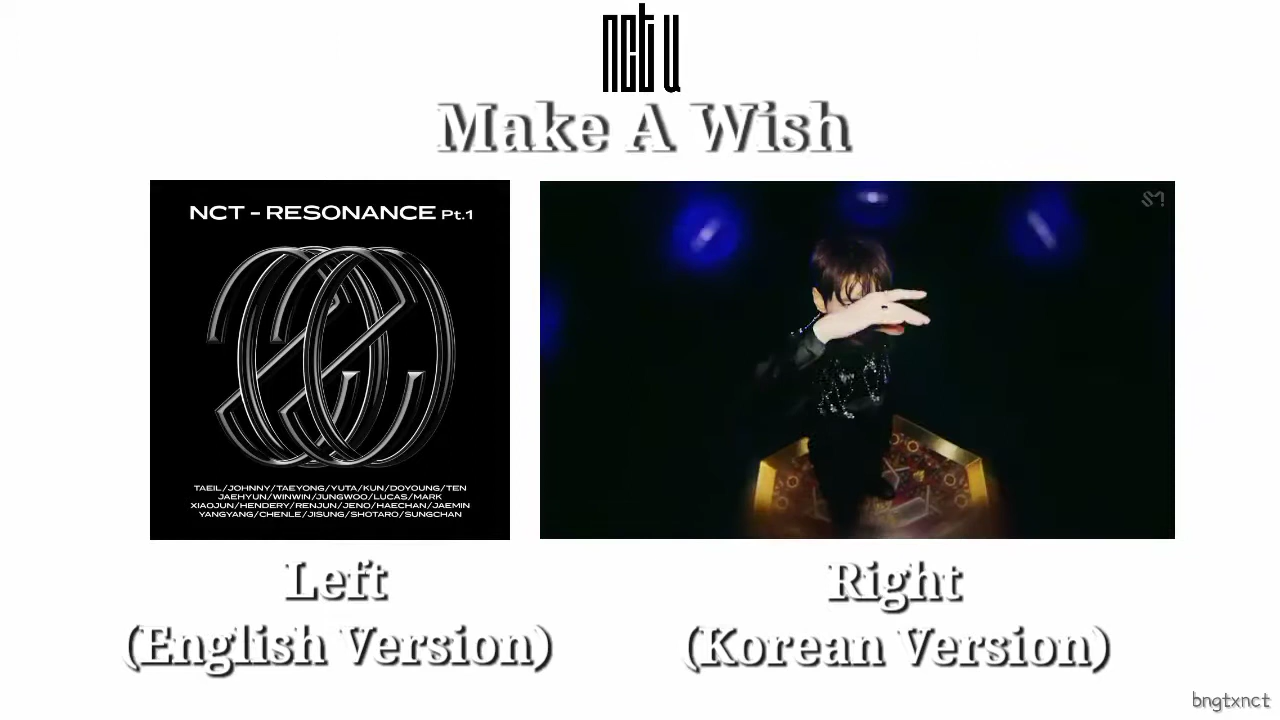 nct u
Make A Wish
NCT - RESONANCE Pt.1
TAEIL/JOHNNY/TAEYONG/YUTA/KUN/DOYOUNG/TEN
JAEHYUN/WINWIN/JUNGWOO/LUCAS/MARK
XIAOJUN/HENDERY/RENJUN/JENO/HAECHAN/JAEMIN
YANGYANG/CHENLE/JISUNG/SHOTARO/SUNGCHAN
SM!
Left
(English Version)
Right
(Korean Version)
bngtxnct